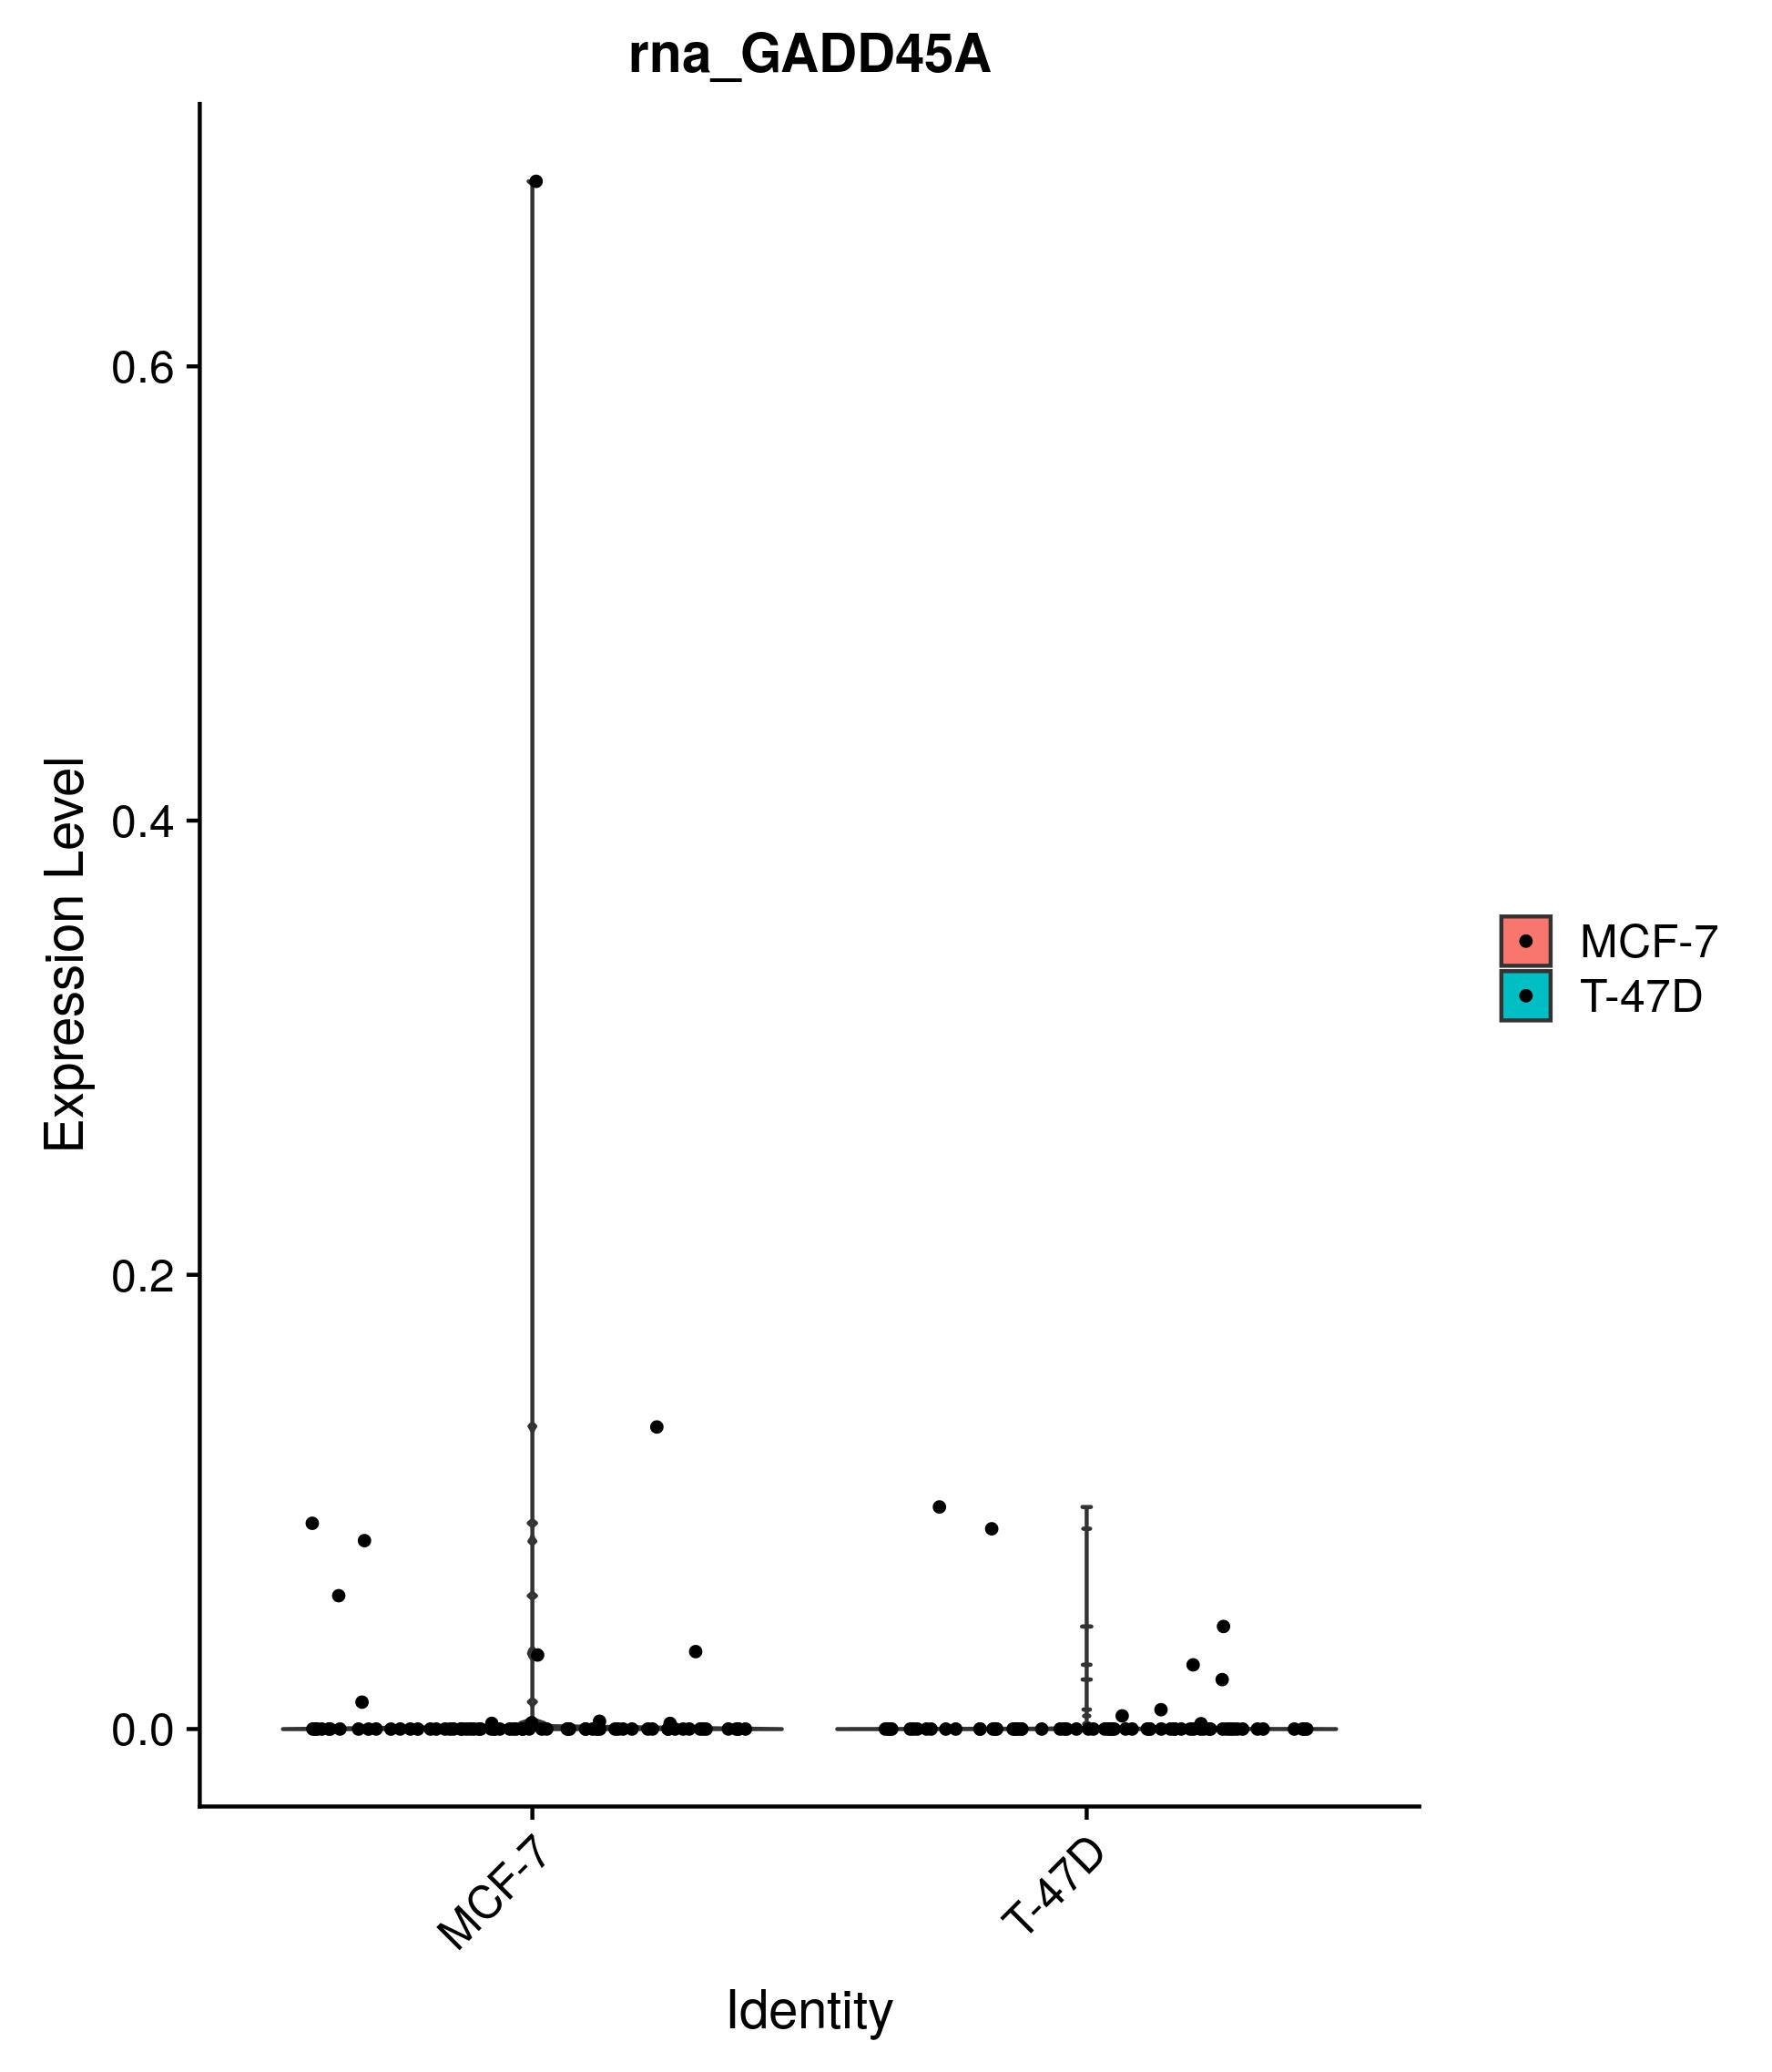 rna_GADD45A
Expression Level
0.6
0.4
0.2
0.0
MCF-7
T-47D
Identity
MCF-7
T-47D